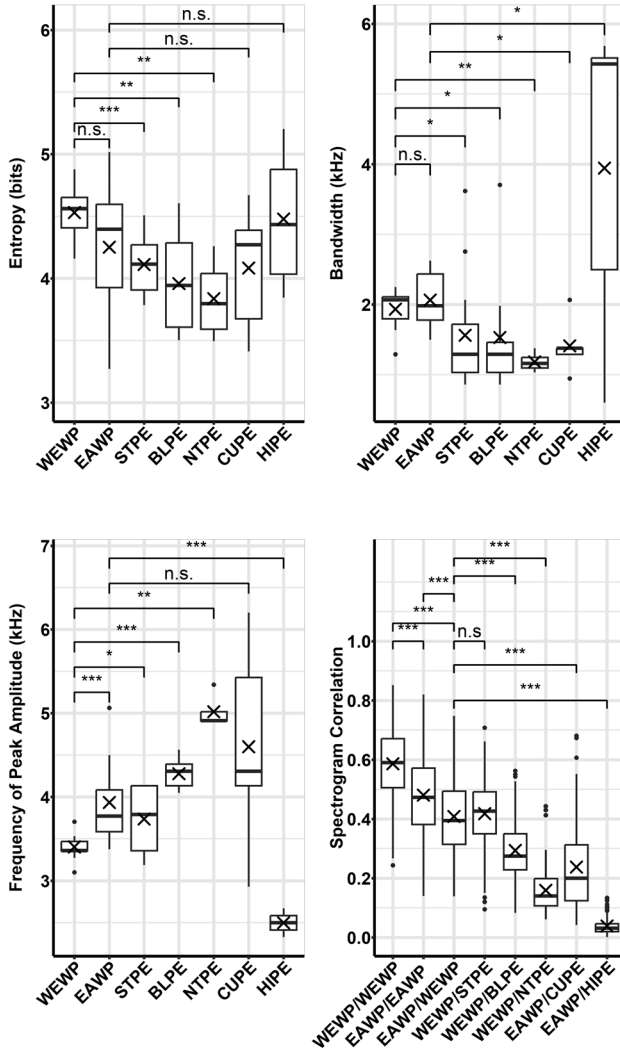 n.s.
n.s.
**
**
***
n.s.
6
5
4
3
Entropy (bits)
WEWP
EAWP
STPE
BLPE
NTPE
CUPE
HIPE
*
*
**
*
*
n.s.
6
4
2
Bandwidth (kHz)
WEWP
EAWP
STPE
BLPE
NTPE
CUPE
HIPE
***
n.s.
**
***
*
***
7
6
5
4
3
Frequency of Peak Amplitude (kHz)
WEWP
EAWP
STPE
BLPE
NTPE
CUPE
HIPE
***
***
***
***
***
n.s
***
***
1.0
0.8
0.6
0.4
0.2
0.0
Spectrogram Correlation
WEWP/WEWP
EAWP/EAWP
EAWP/WEWP
WEWP/STPE
WEWP/BLPE
WEWP/NTPE
EAWP/CUPE
EAWP/HIPE